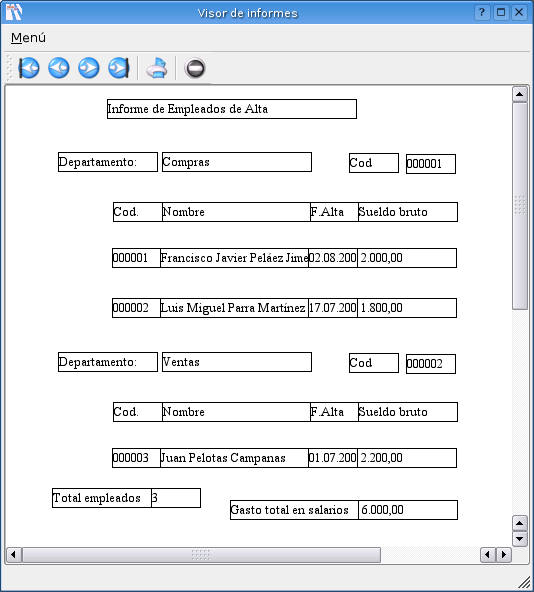 Visor de informes
Menú
Informe de Empleados de Alta
Departamento: Compras Cod 000001
Cod. Nombre F.Alta Sueldo bruto
000001 Francisco Javier Peláez Jime 02.08.200 2.000,00
000002 Luis Miguel Parra Martínez 17.07.200 1.800,00
Departamento: Ventas Cod 000002
Cod. Nombre F.Alta Sueldo bruto
000003 Juan Pelotas Campanas 01.07.200 2.200,00
Total empleados 3
Gasto total en salarios 6.000,00